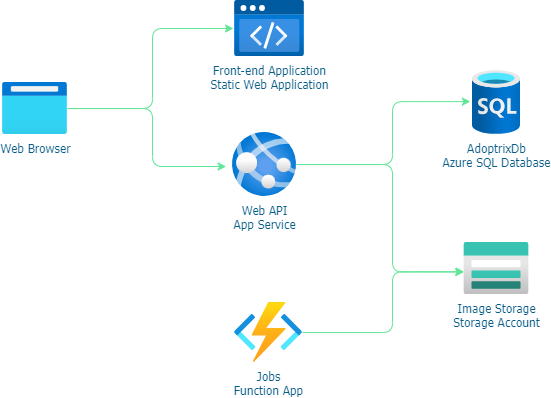 Front-end Application
Static Web Application
Web Browser
SQL
AdoptrixDb
Azure SQL Database
Web API
App Service
Image Storage
Storage Account
Jobs
Function App